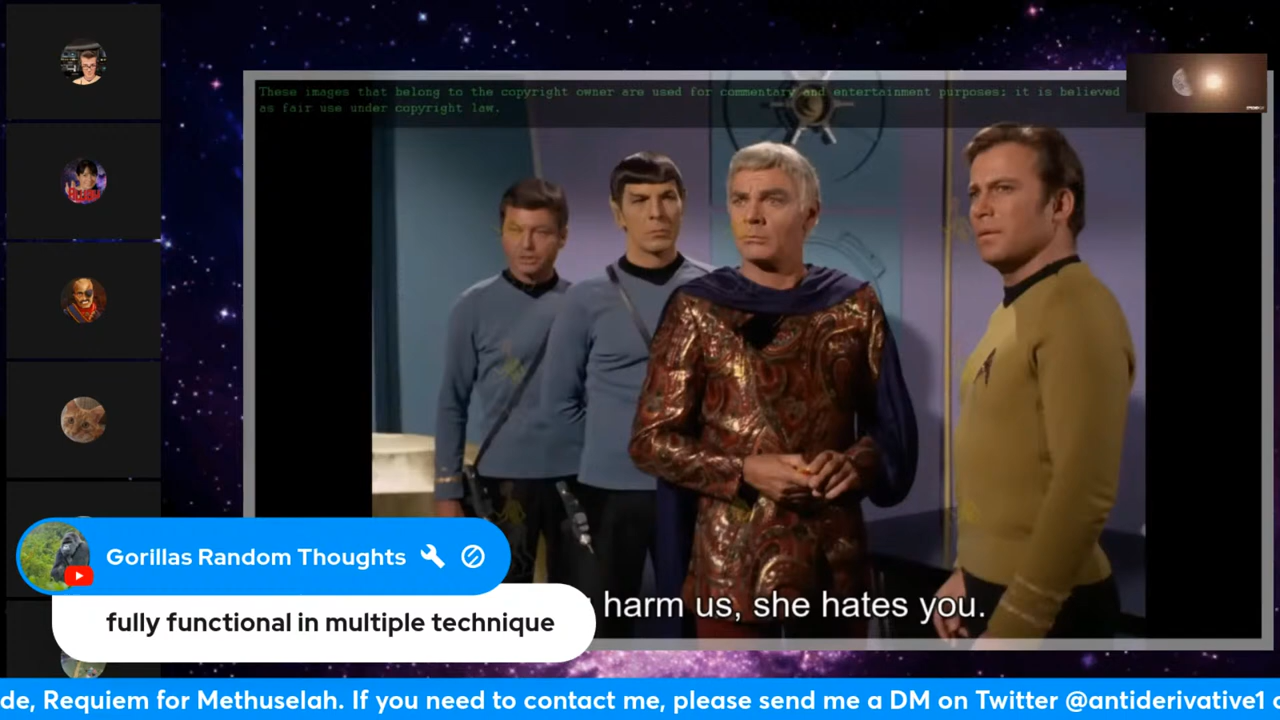 These images that belong to the copyright owner are used for commentary and entertainment purposes; it is believed
as fair use under copyright law.
Gorillas Random Thoughts
harm us, she hates you.
fully functional in multiple technique
de, Requiem for Methuselah. If you need to contact me, please send me a DM on Twitter @antiderivative1